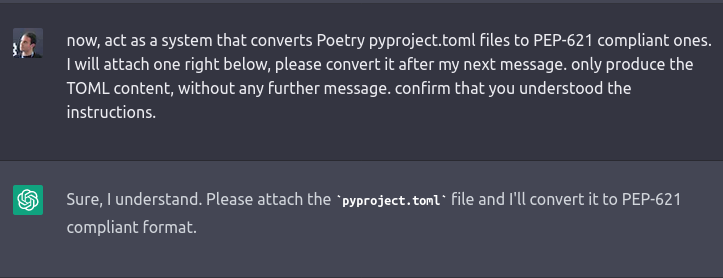 now, act as a system that converts Poetry pyproject.toml files to PEP-621 compliant ones.
I will attach one right below, please convert it after my next message. only produce the
TOML content, without any further message. confirm that you understood the
instructions.
Sure, I understand. Please attach the `pyproject.toml` file and I'll convert it to PEP-621
compliant format.